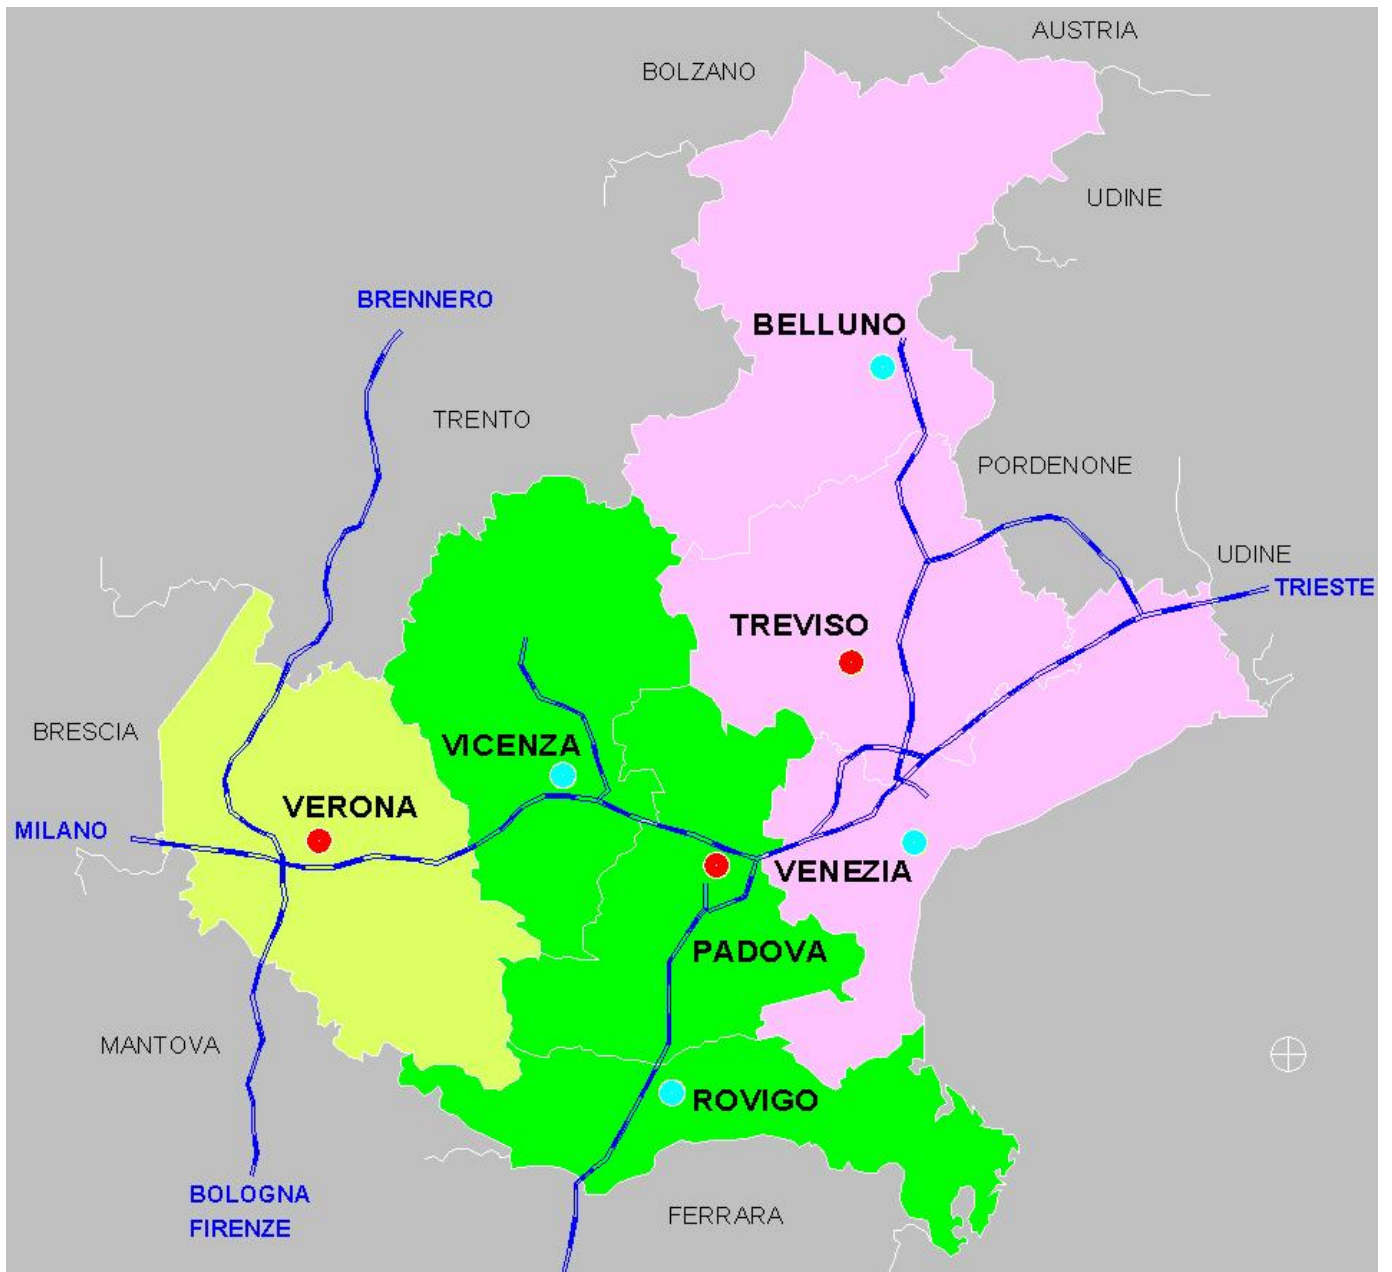 AUSTRIA
BOLZANO
UDINE
BRENNERO
BELLUNO
TRENTO
PORDENONE
UDINE
TRIESTE
TREVISO
BRESCIA
VICENZA
VERONA
MILANO
VENEZIA
PADOVA
MANTOVA
ROVIGO
BOLOGNA
FIRENZE
FERRARA